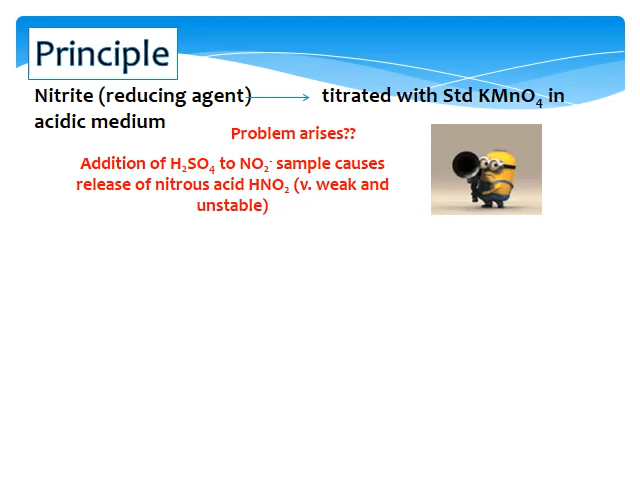 Principle
Nitrite (reducing agent) titrated with Std KMnO₄ in
acidic medium
Problem arises??
Addition of H₂SO₄ to NO₂⁻ sample causes
release of nitrous acid HNO₂ (v. weak and
unstable)